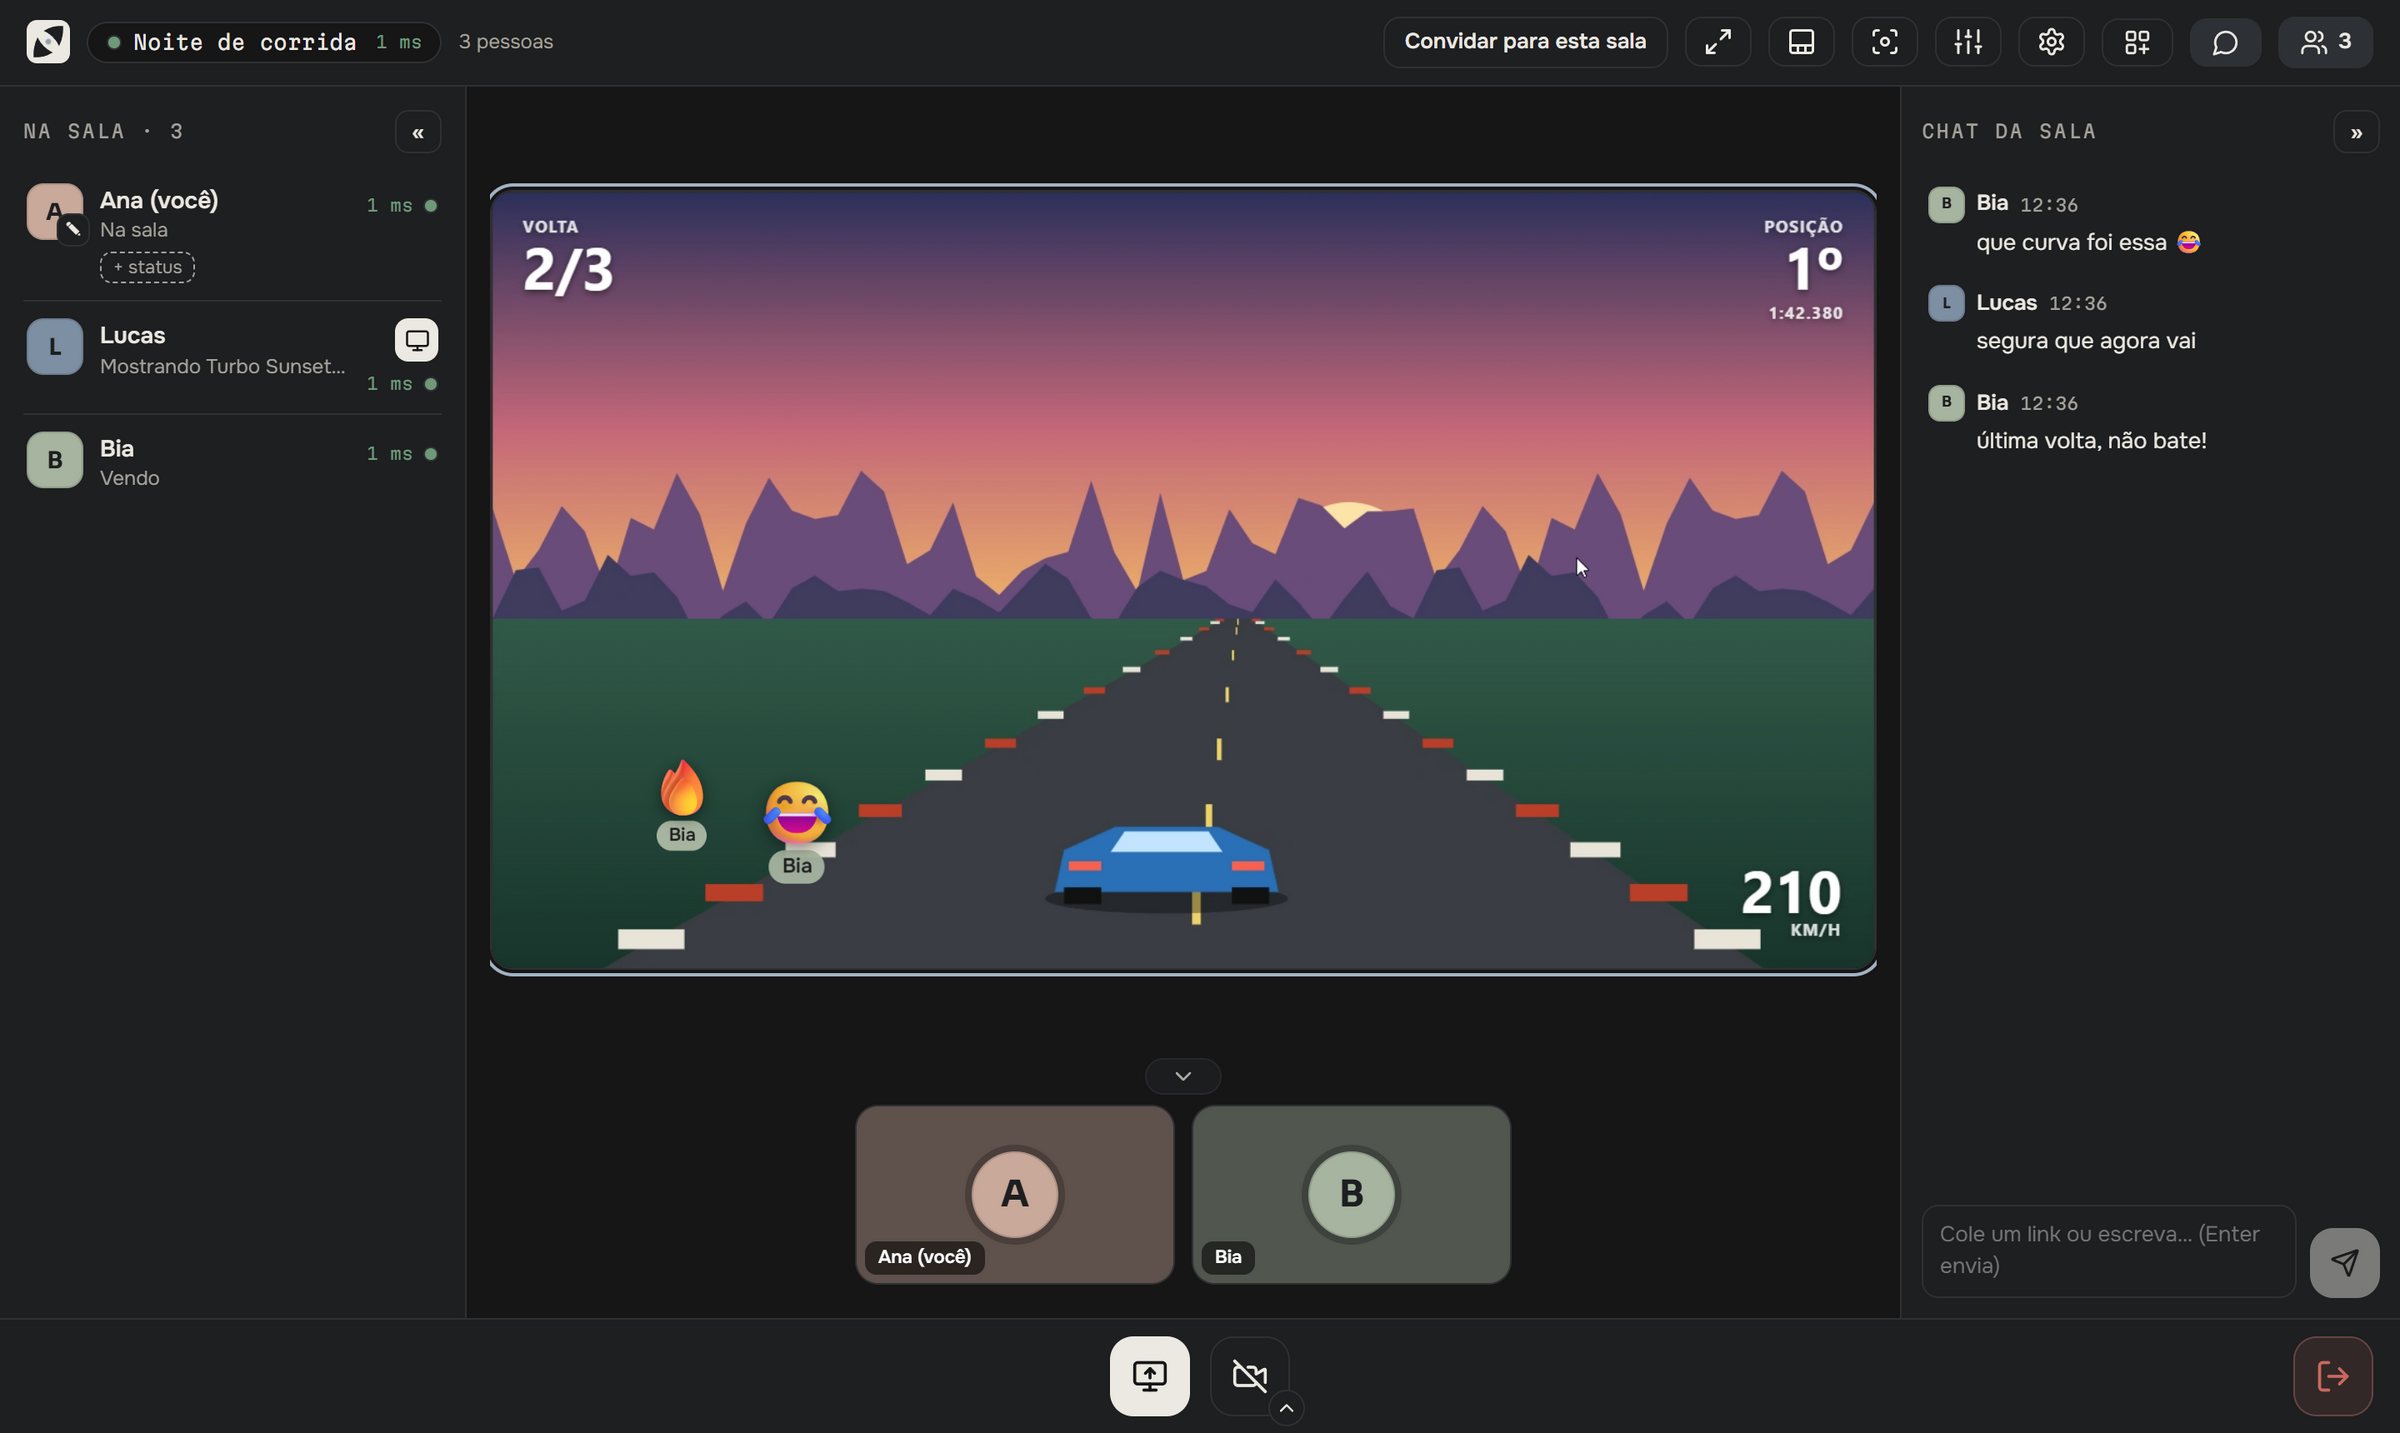 Noite de corrida 1 ms
3 pessoas
Convidar para esta sala
3
NA SALA · 3
«
A
Ana (você)
1 ms
Na sala
+ status
L
Lucas
Mostrando Turbo Sunset...
1 ms
B
Bia
1 ms
Vendo
VOLTA
2/3
POSIÇÃO
1º
1:42.380
Bia
Bia
210
KM/H
A
Ana (você)
B
Bia
CHAT DA SALA
»
B
Bia 12:36
que curva foi essa 😂
L
Lucas 12:36
segura que agora vai
B
Bia 12:36
última volta, não bate!
Cole um link ou escreva... (Enter
envia)